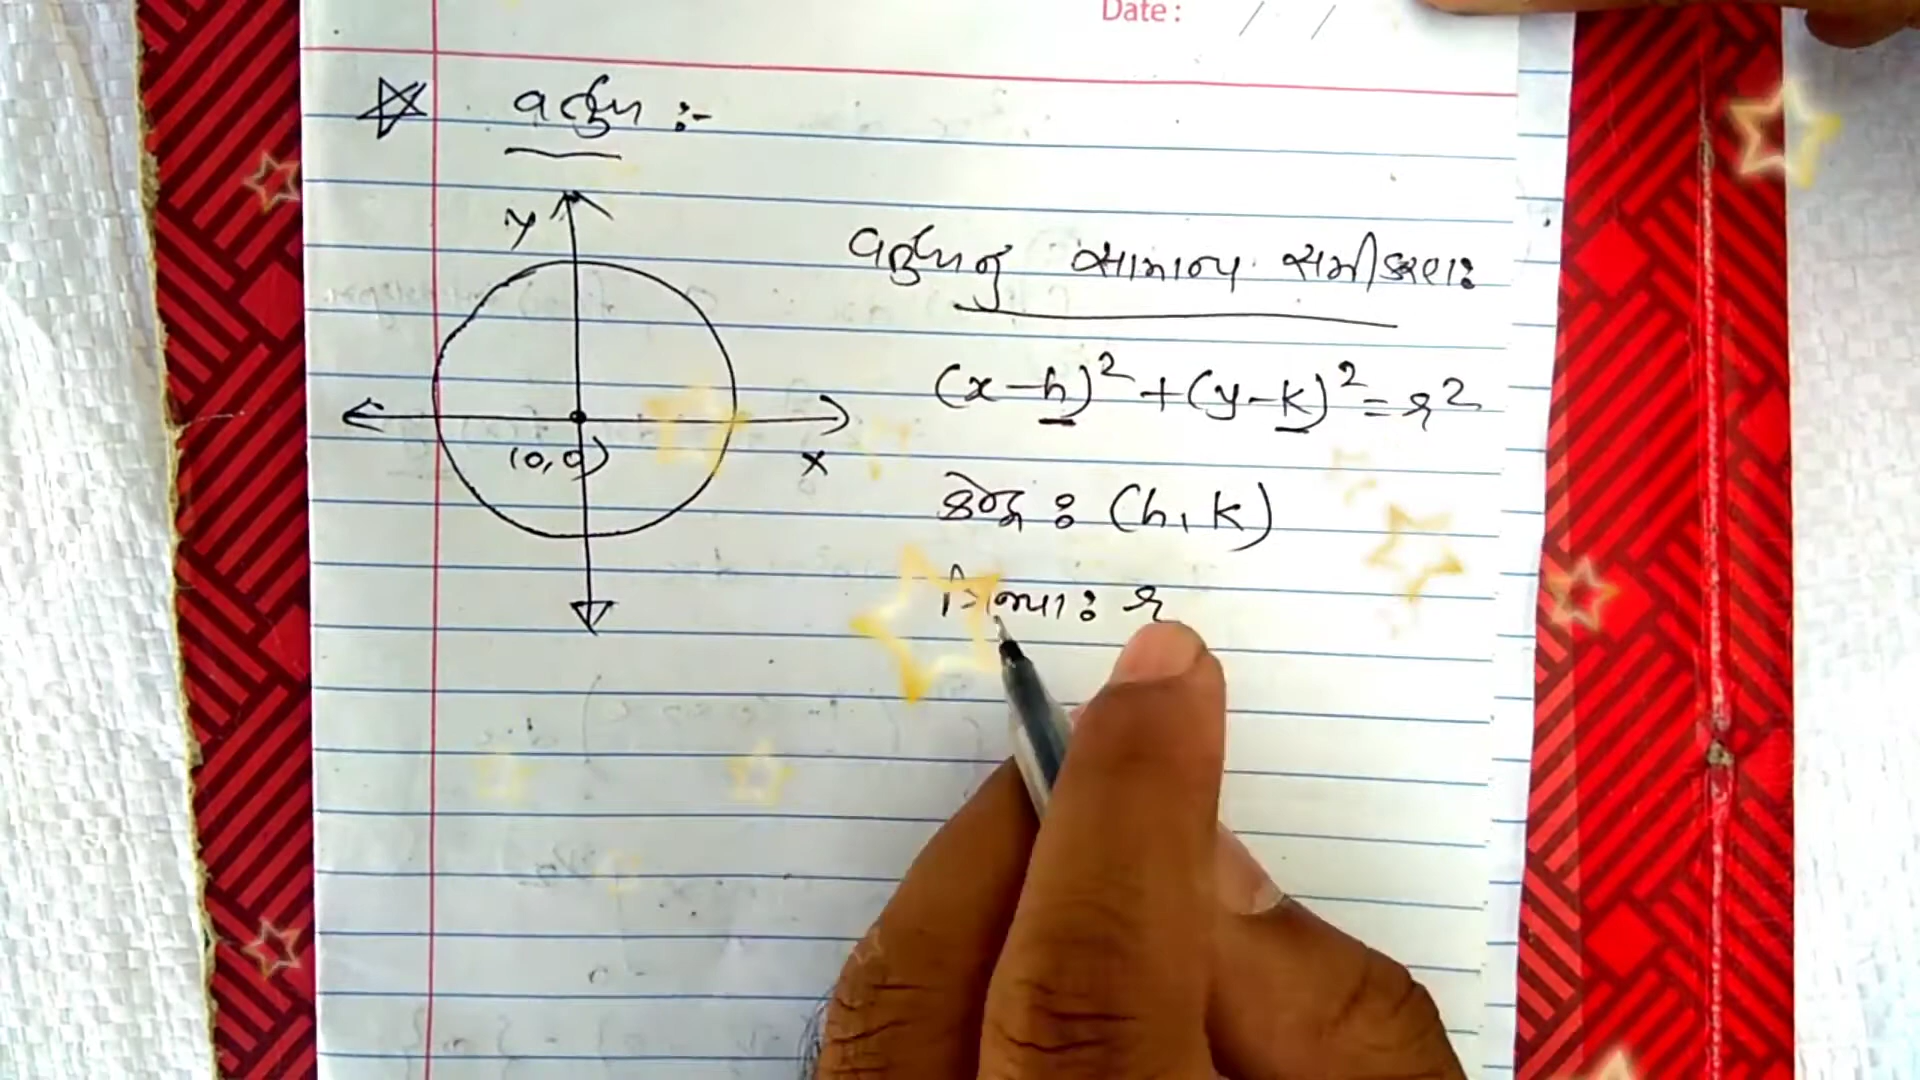 Date : / /
વર્તુળ :-
y
(0,0)
x
વર્તુળનું સામાન્ય સમીકરણ:
(x-h)² + (y-k)² = r²
કેન્દ્ર : (h, k)
ત્રિજ્યા : r